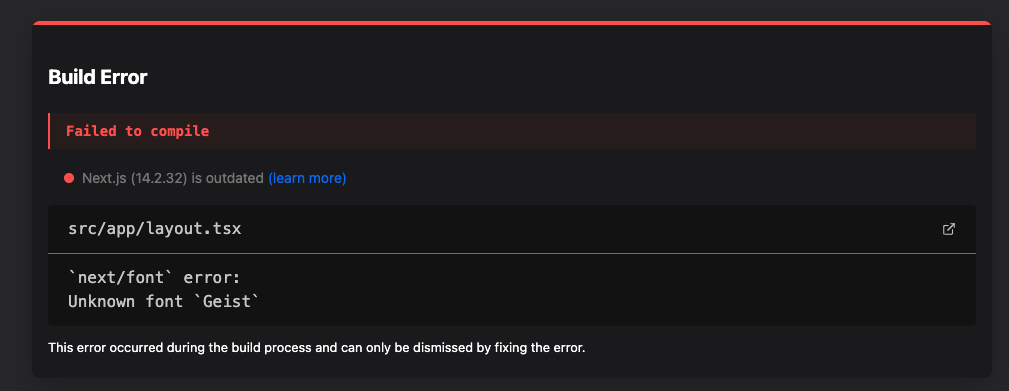 Build Error
Failed to compile
Next.js (14.2.32) is outdated (learn more)
src/app/layout.tsx
`next/font` error:
Unknown font `Geist`
This error occurred during the build process and can only be dismissed by fixing the error.